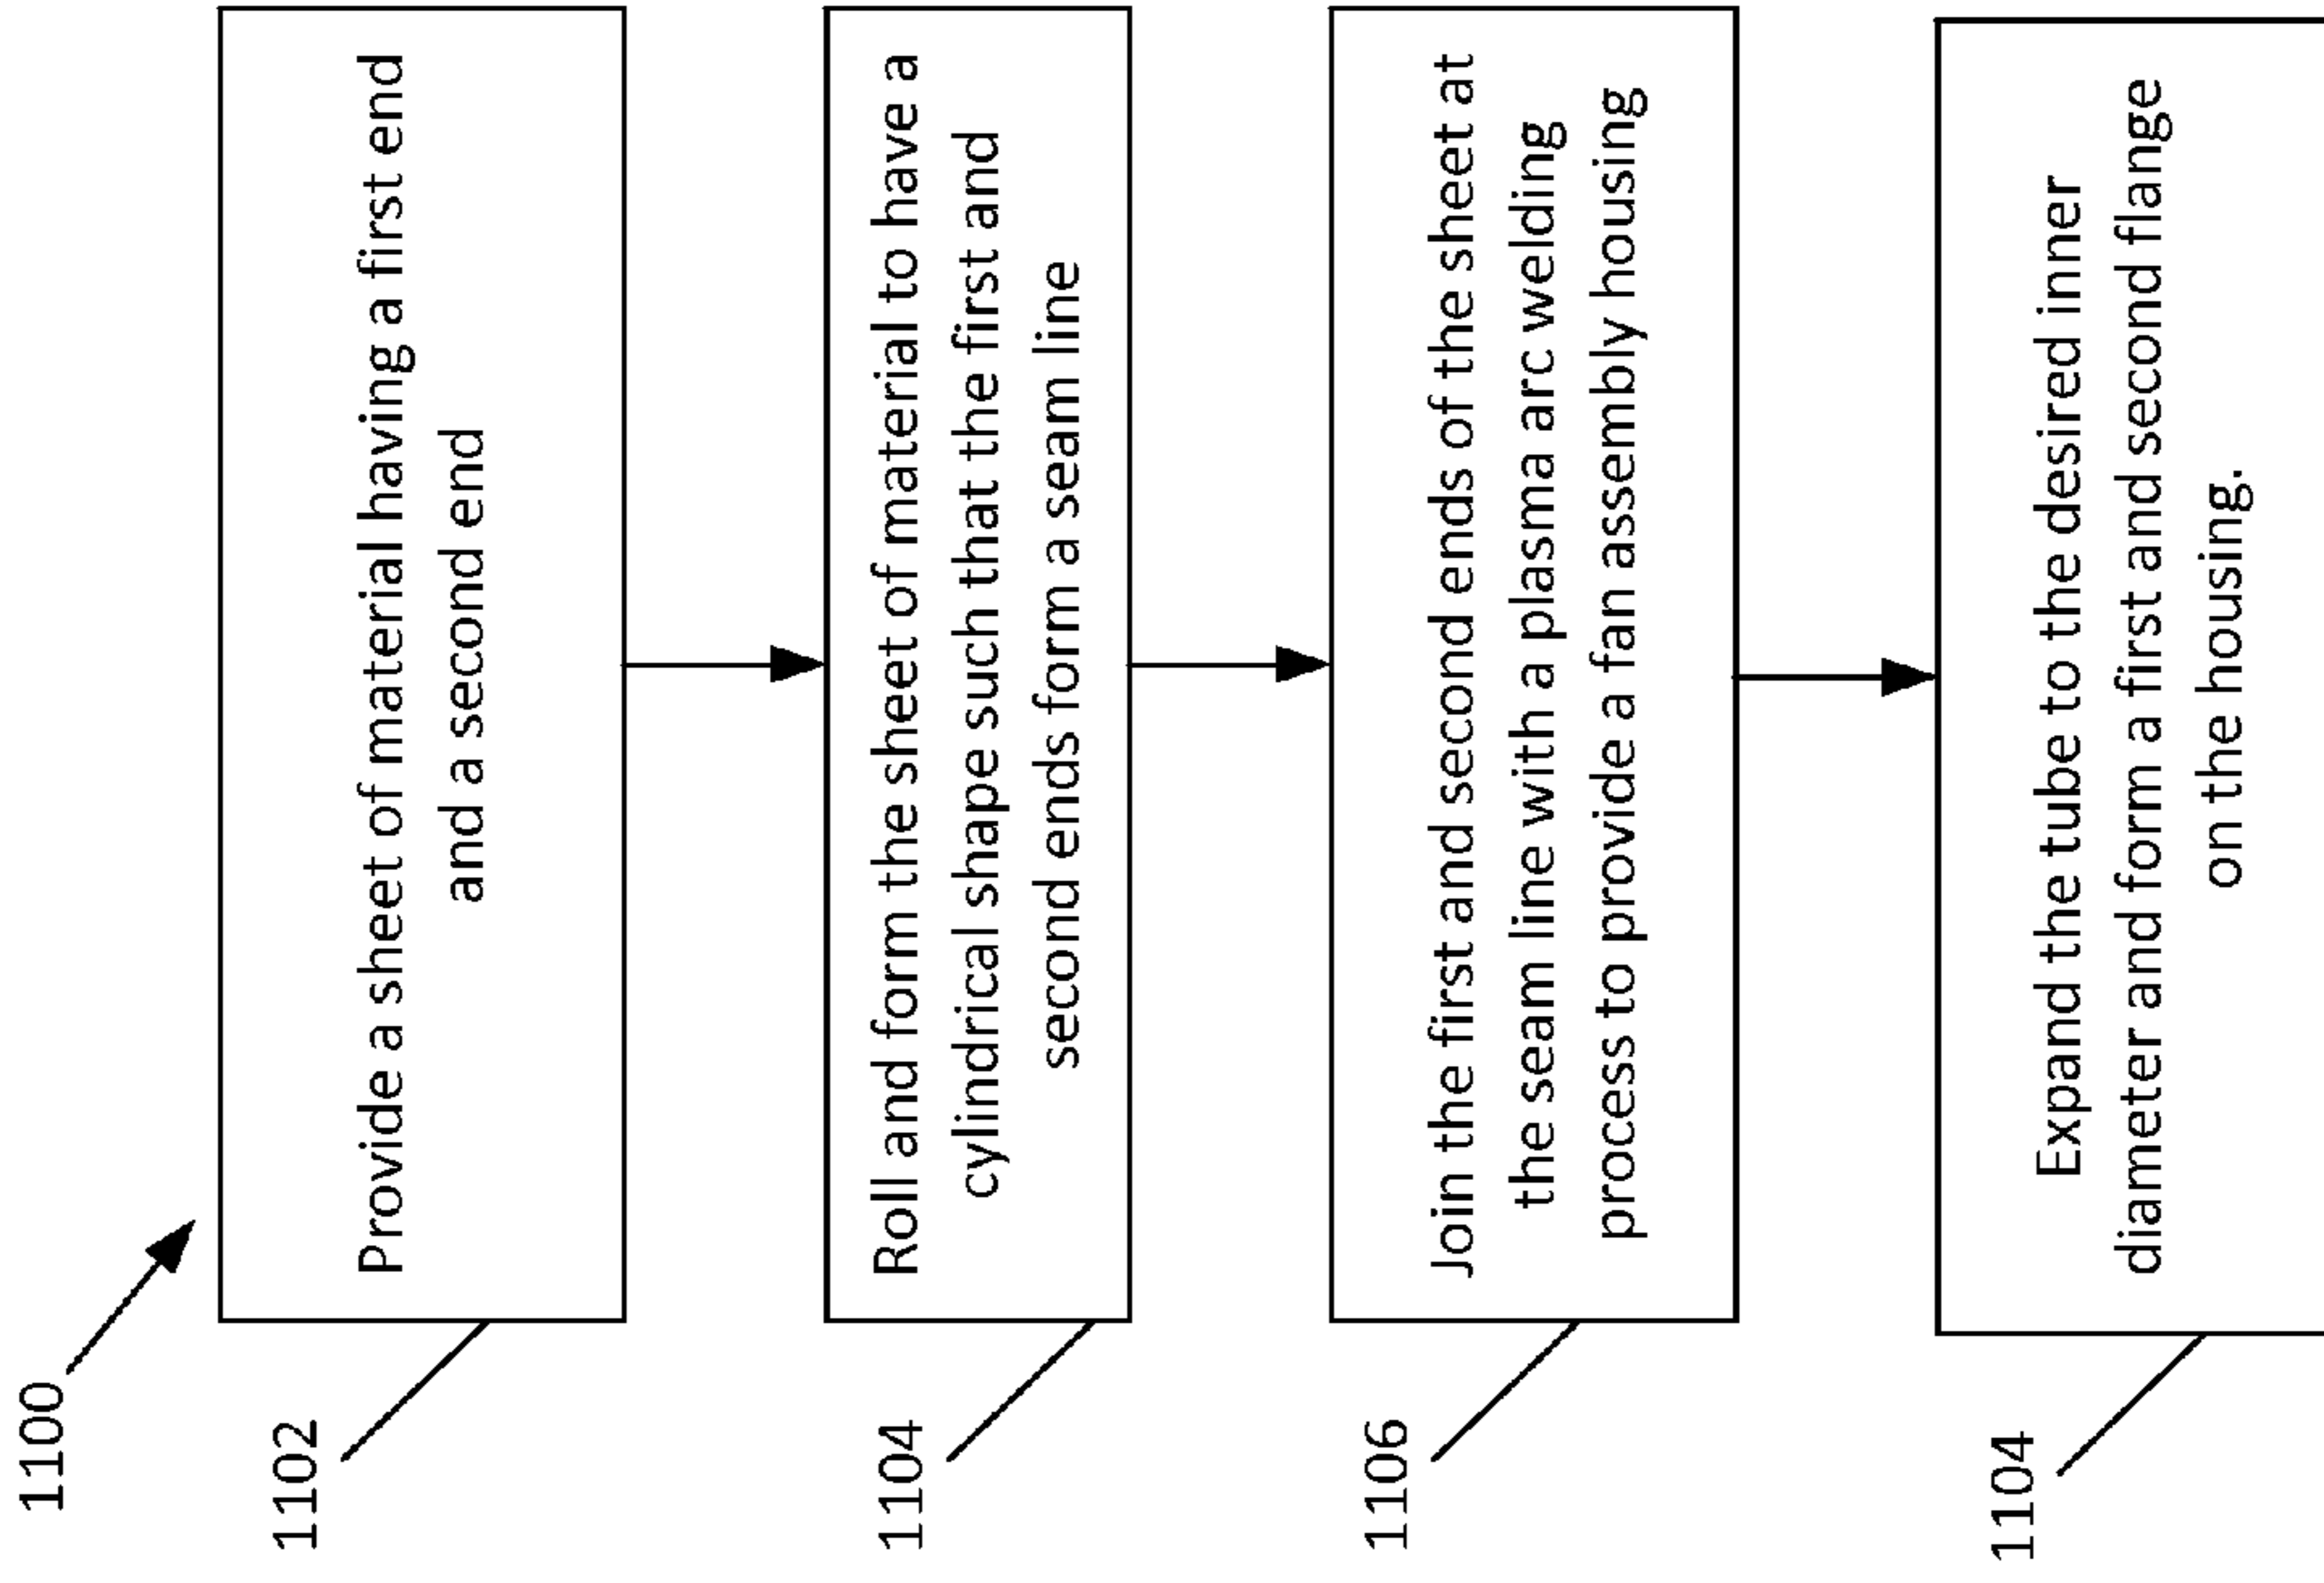 1100
1102
Provide a sheet of material having a first end
and a second end
1104
Roll and form the sheet of material to have a
cylindrical shape such that the first and
second ends form a seam line
1106
Join the first and second ends of the sheet at
the seam line with a plasma arc welding
process to provide a fan assembly housing
1104
Expand the tube to the desired inner
diameter and form a first and second flange
on the housing.